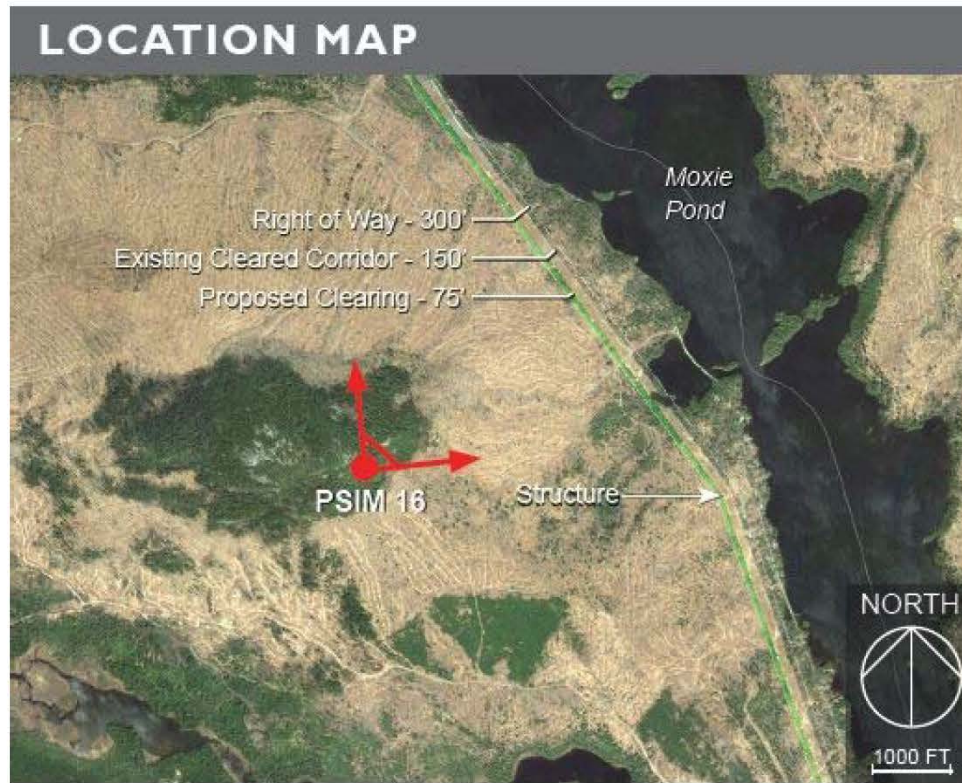 LOCATION MAP
Moxie
Pond
Right of Way - 300'
Existing Cleared Corridor - 150'
Proposed Clearing - 75'
Structure
PSIM 16
NORTH
1000 FT